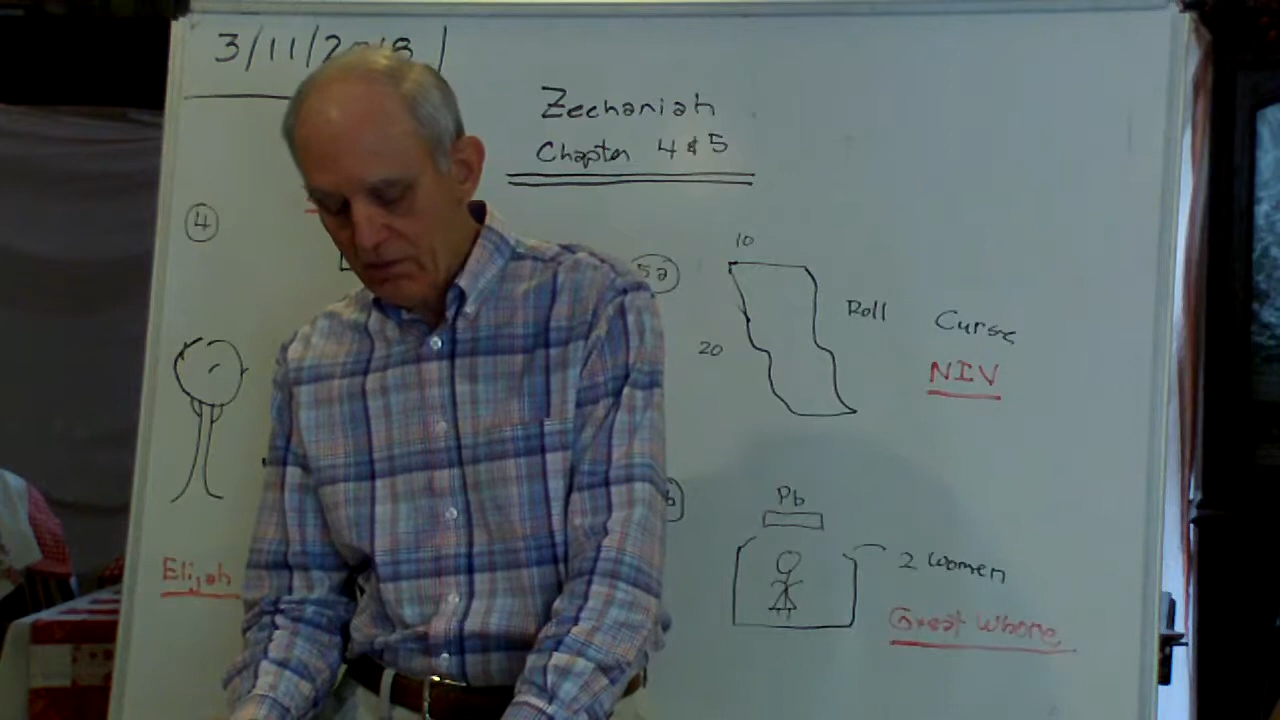 3/11/2018
Zechariah
Chapter 4 & 5
4
5a
10
20
Roll
Curse
NIV
Elijah
b
Pb
2 Women
Great Whore